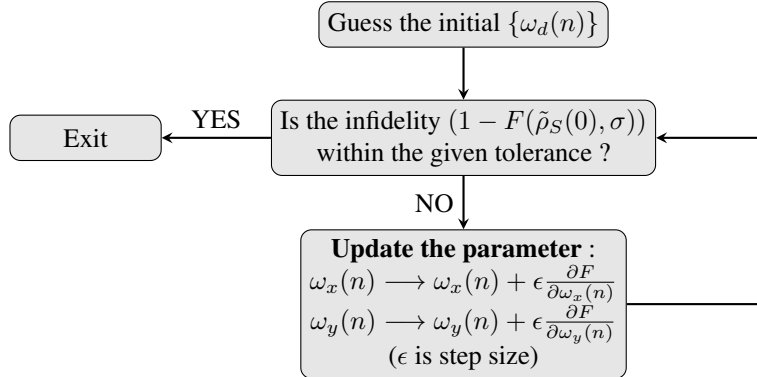 Guess the initial {ω_d(n)}
Is the infidelity (1 − F(ρ̃_S(0), σ))
within the given tolerance ?
YES
Exit
NO
Update the parameter :
ω_x(n) ⟶ ω_x(n) + ϵ ∂F/∂ω_x(n)
ω_y(n) ⟶ ω_y(n) + ϵ ∂F/∂ω_y(n)
(ϵ is step size)